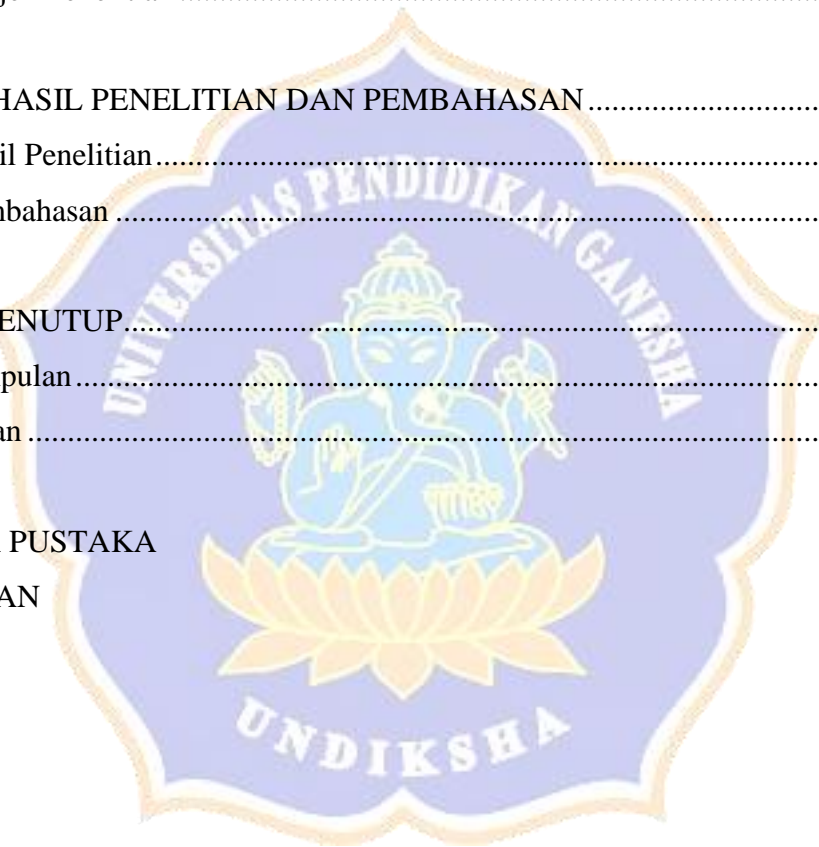 HASIL PENELITIAN DAN PEMBAHASAN..............................
il Penelitian................................................................................
mbahasan....................................................................................
UNIVERSITAS PENDIDIKAN GANESHA
ENUTUP....................................................................................
pulan..........................................................................................
an................................................................................................
PUSTAKA
AN
UNDIKSHA